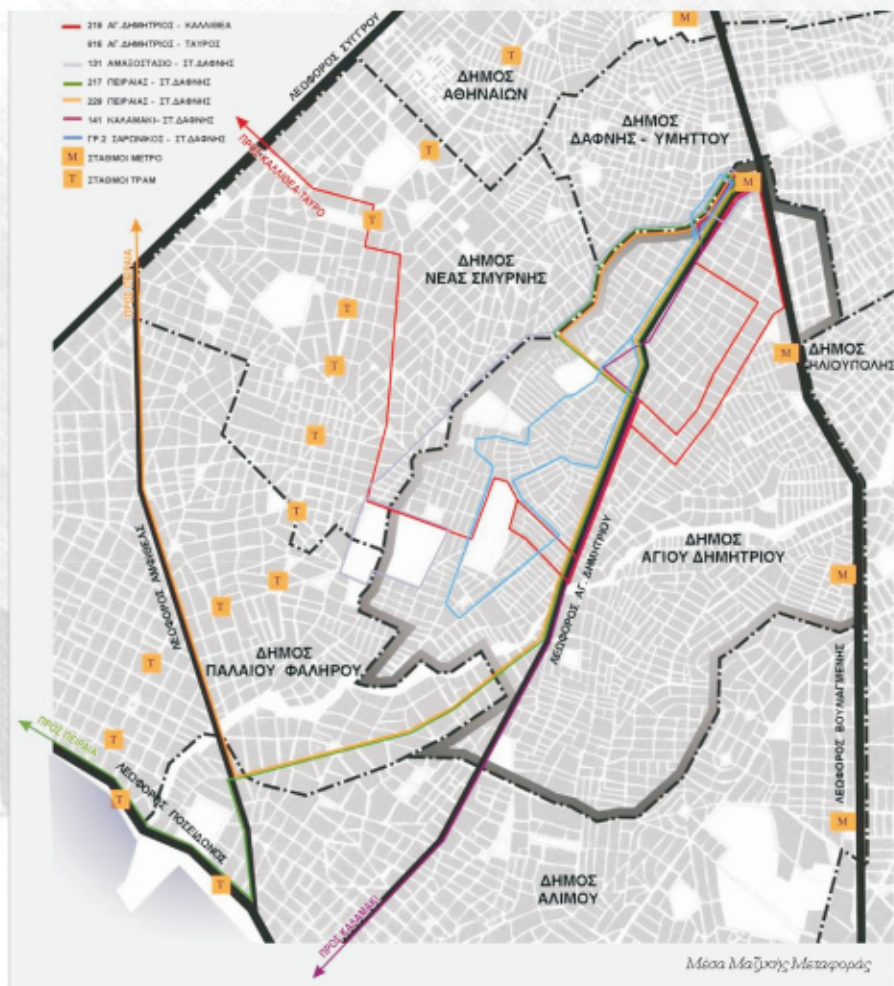 218 ΑΓ.ΔΗΜΗΤΡΙΟΣ - ΚΑΛΛΙΘΕΑ
816 ΑΓ.ΔΗΜΗΤΡΙΟΣ - ΤΑΥΡΟΣ
131 ΑΜΑΞΟΣΤΑΣΙΟ - ΣΤ.ΔΑΦΝΗΣ
217 ΠΕΙΡΑΙΑΣ - ΣΤ.ΔΑΦΝΗΣ
229 ΠΕΙΡΑΙΑΣ - ΣΤ.ΔΑΦΝΗΣ
141 ΚΑΛΑΜΑΚΙ - ΣΤ.ΔΑΦΝΗΣ
ΓΡ.2 ΣΑΡΩΝΙΚΟΣ - ΣΤ.ΔΑΦΝΗΣ
M ΣΤΑΘΜΟΙ ΜΕΤΡΟ
T ΣΤΑΘΜΟΙ ΤΡΑΜ
ΛΕΩΦΟΡΟΣ ΣΥΓΓΡΟΥ
M
T
ΔΗΜΟΣ
ΑΘΗΝΑΙΩΝ
ΔΗΜΟΣ
ΔΑΦΝΗΣ - ΥΜΗΤΤΟΥ
ΠΡΟΣ ΚΑΛΛΙΘΕΑ-ΤΑΥΡΟ
T
M
T
ΠΡΟΣ ΠΕΙΡΑΙΑ
ΔΗΜΟΣ
ΝΕΑΣ ΣΜΥΡΝΗΣ
T
T
M
ΔΗΜΟΣ
ΗΛΙΟΥΠΟΛΗΣ
T
T
ΔΗΜΟΣ
ΑΓΙΟΥ ΔΗΜΗΤΡΙΟΥ
ΛΕΩΦΟΡΟΣ ΑΜΦΙΘΕΑΣ
ΛΕΩΦΟΡΟΣ ΑΓ. ΔΗΜΗΤΡΙΟΥ
T
M
T
ΔΗΜΟΣ
ΠΑΛΑΙΟΥ ΦΑΛΗΡΟΥ
T
ΛΕΩΦΟΡΟΣ ΒΟΥΛΙΑΓΜΕΝΗΣ
ΠΡΟΣ ΠΕΙΡΑΙΑ
T
ΛΕΩΦΟΡΟΣ ΠΟΣΕΙΔΩΝΟΣ
T
M
T
ΔΗΜΟΣ
ΑΛΙΜΟΥ
ΠΡΟΣ ΚΑΛΑΜΑΚΙ
Μέσα Μαζικής Μεταφοράς